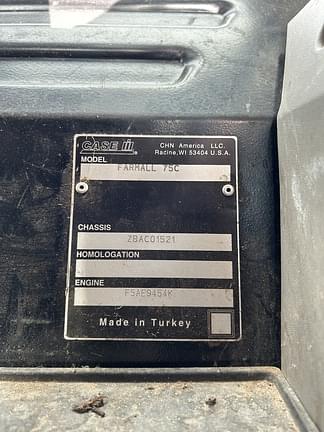 CASE IH
CNH America LLC.
Racine, WI 53404 U.S.A.
MODEL
FARMALL 75C
CHASSIS
ZBAC01521
HOMOLOGATION
ENGINE
F5AE9454K
Made in Turkey